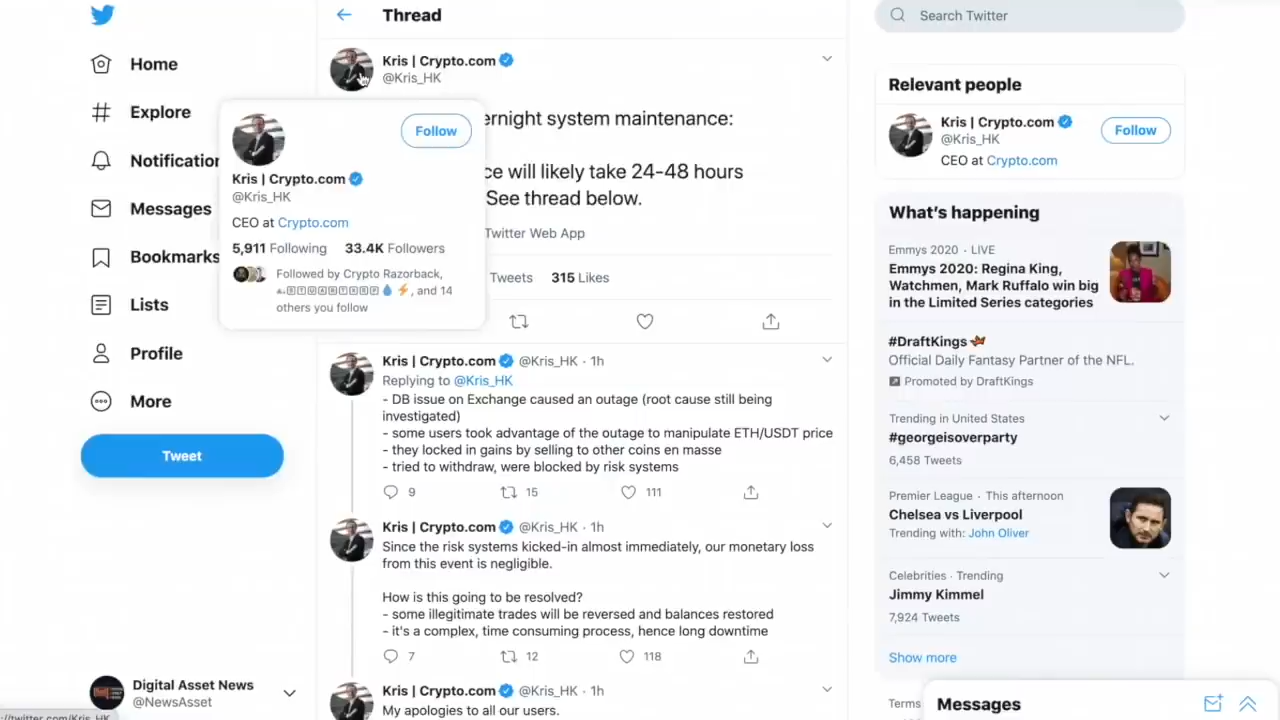 Home
Explore
Notification
Messages
Bookmarks
Lists
Profile
More
Tweet
Digital Asset News
@NewsAsset
Thread
Kris | Crypto.com
@Kris_HK
ernight system maintenance:
ce will likely take 24-48 hours
See thread below.
Twitter Web App
Tweets 315 Likes
Follow
Kris | Crypto.com
@Kris_HK
CEO at Crypto.com
5,911 Following 33.4K Followers
Followed by Crypto Razorback,
💧⚡, and 14
others you follow
Kris | Crypto.com @Kris_HK · 1h
Replying to @Kris_HK
- DB issue on Exchange caused an outage (root cause still being
investigated)
- some users took advantage of the outage to manipulate ETH/USDT price
- they locked in gains by selling to other coins en masse
- tried to withdraw, were blocked by risk systems
9 15 111
Kris | Crypto.com @Kris_HK · 1h
Since the risk systems kicked-in almost immediately, our monetary loss
from this event is negligible.
How is this going to be resolved?
- some illegitimate trades will be reversed and balances restored
- it's a complex, time consuming process, hence long downtime
7 12 118
Kris | Crypto.com @Kris_HK · 1h
My apologies to all our users.
Search Twitter
Relevant people
Kris | Crypto.com
@Kris_HK
Follow
CEO at Crypto.com
What's happening
Emmys 2020 · LIVE
Emmys 2020: Regina King,
Watchmen, Mark Ruffalo win big
in the Limited Series categories
#DraftKings
Official Daily Fantasy Partner of the NFL.
Promoted by DraftKings
Trending in United States
#georgeisoverparty
6,458 Tweets
Premier League · This afternoon
Chelsea vs Liverpool
Trending with: John Oliver
Celebrities · Trending
Jimmy Kimmel
7,924 Tweets
Show more
Terms
Messages